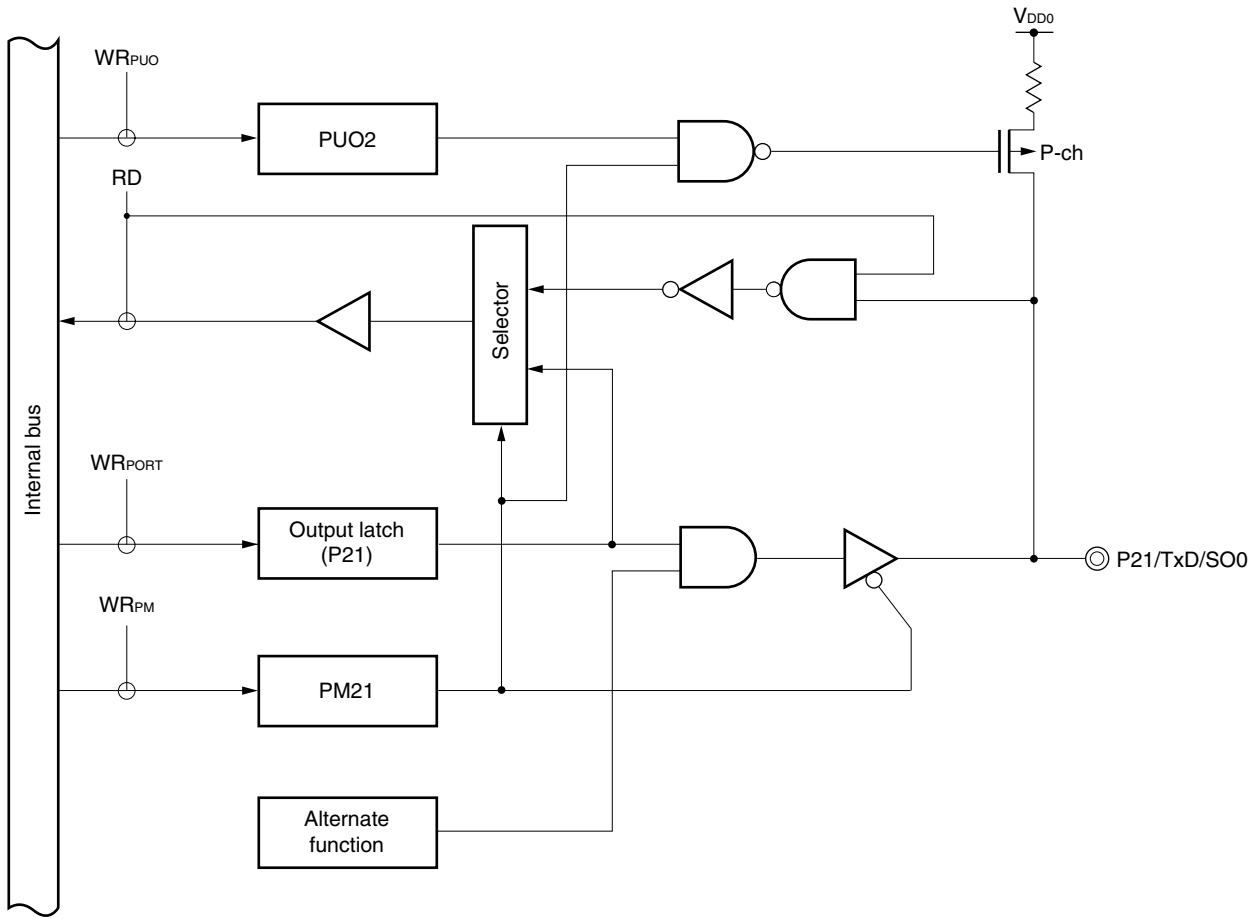 VDD0
WRPUO
PUO2
P-ch
RD
Selector
Internal bus
WRPORT
Output latch
(P21)
P21/TxD/SO0
WRPM
PM21
Alternate
function